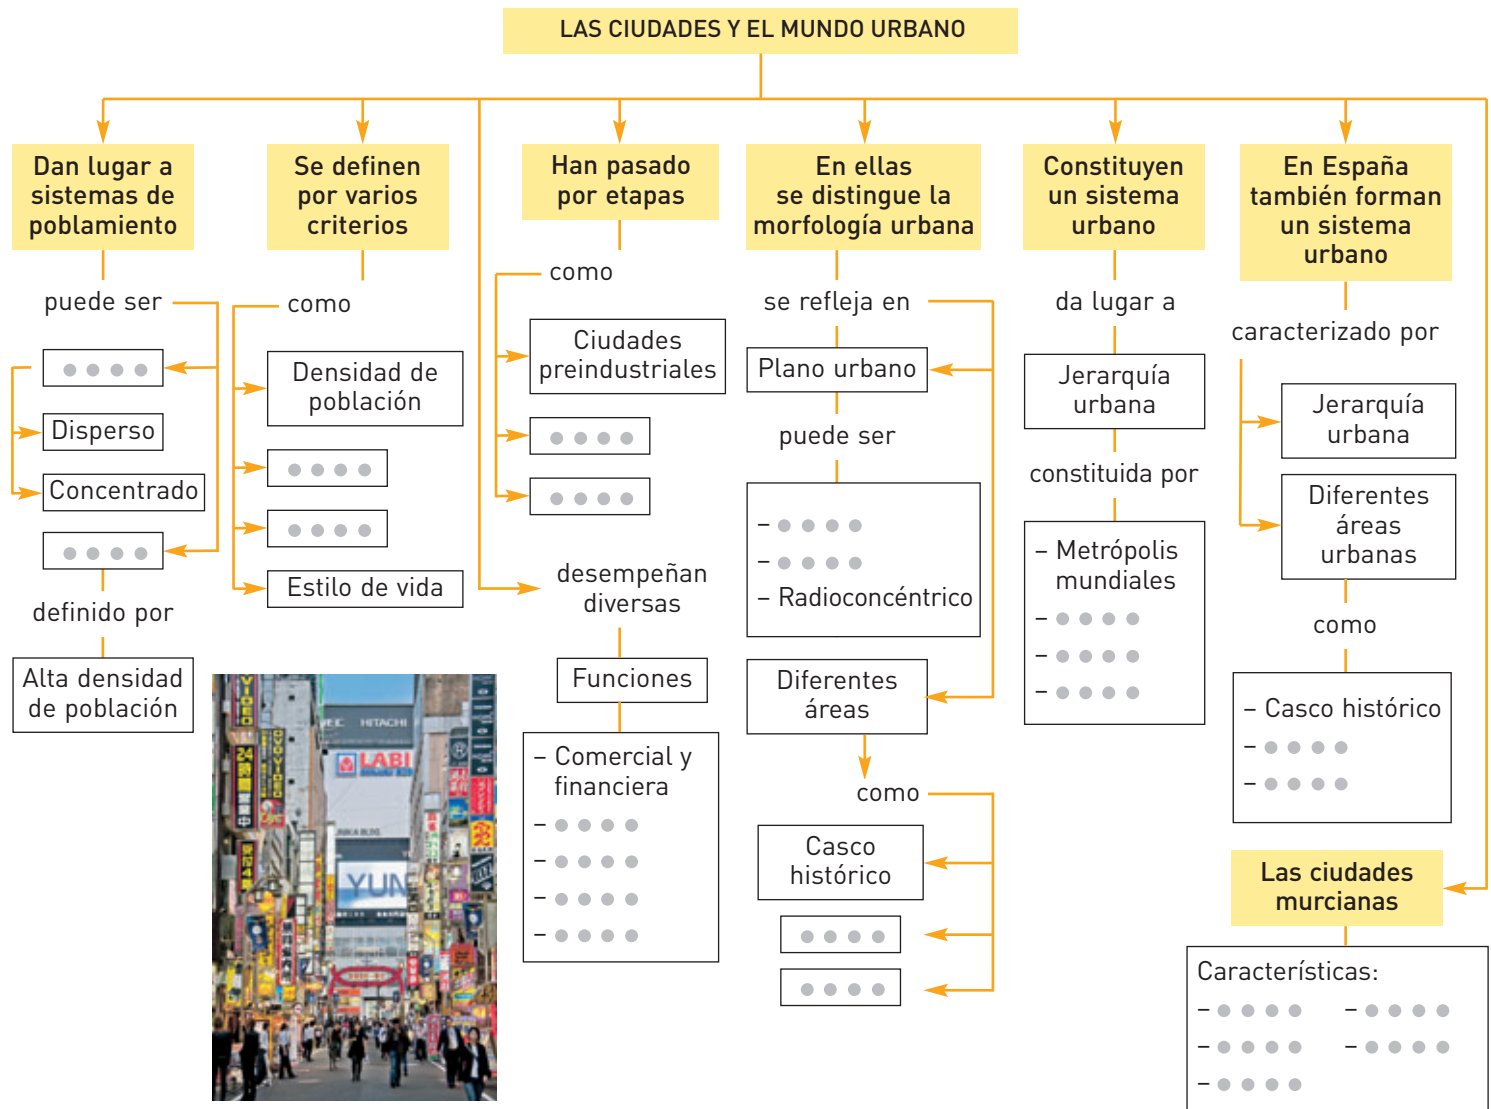 LAS CIUDADES Y EL MUNDO URBANO
Dan lugar a
sistemas de
poblamiento
puede ser
Disperso
Concentrado
definido por
Alta densidad
de población
Se definen
por varios
criterios
como
Densidad de
población
Estilo de vida
Han pasado
por etapas
como
Ciudades
preindustriales
desempeñan
diversas
Funciones
– Comercial y
financiera
–
–
–
–
En ellas
se distingue la
morfología urbana
se refleja en
Plano urbano
puede ser
–
–
– Radioconcéntrico
Diferentes
áreas
como
Casco
histórico
Constituyen
un sistema
urbano
da lugar a
Jerarquía
urbana
constituida por
– Metrópolis
mundiales
–
–
–
En España
también forman
un sistema
urbano
caracterizado por
Jerarquía
urbana
Diferentes
áreas
urbanas
como
– Casco histórico
–
–
Las ciudades
murcianas
Características:
– –
– –
–
VIDEO
HITACHI
LABI
YUN